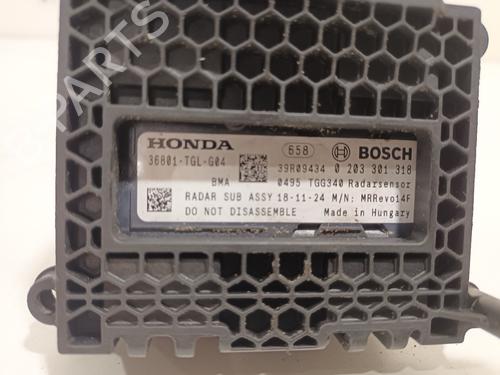 HONDA 658 BOSCH
36801-TGL-G04 39R09434 0 203 301 318
BMA 0495 TGG340 Radarsensor
RADAR SUB ASSY 18-11-24 M/N: MRRevo14F
DO NOT DISASSEMBLE Made in Hungary